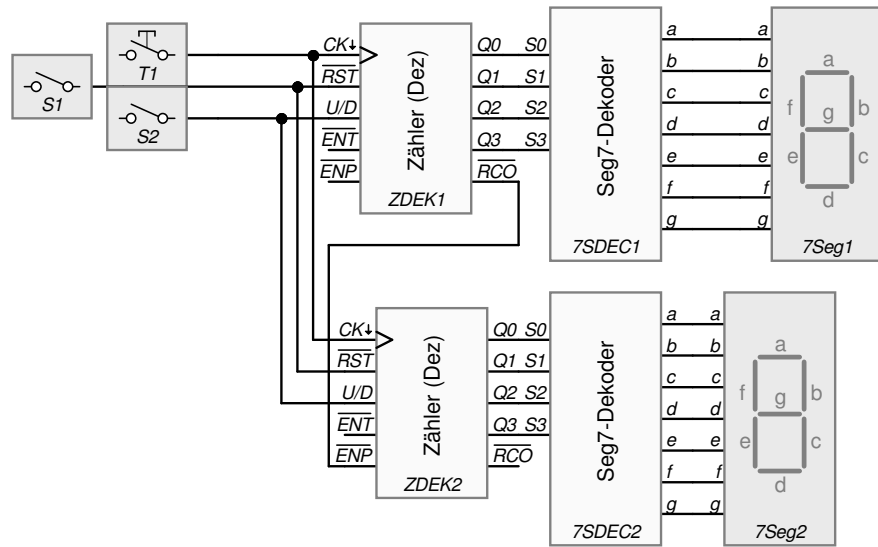 S1
T1
S2
CK↓
RST
U/D
ENT
ENP
Zähler (Dez)
ZDEK1
Q0
Q1
Q2
Q3
RCO
S0
S1
S2
S3
Seg7-Dekoder
7SDEC1
a
b
c
d
e
f
g
a
b
c
d
e
f
g
a
f
b
g
e
c
d
7Seg1
CK↓
RST
U/D
ENT
ENP
Zähler (Dez)
ZDEK2
Q0
Q1
Q2
Q3
RCO
S0
S1
S2
S3
Seg7-Dekoder
7SDEC2
a
b
c
d
e
f
g
a
b
c
d
e
f
g
a
f
b
g
e
c
d
7Seg2